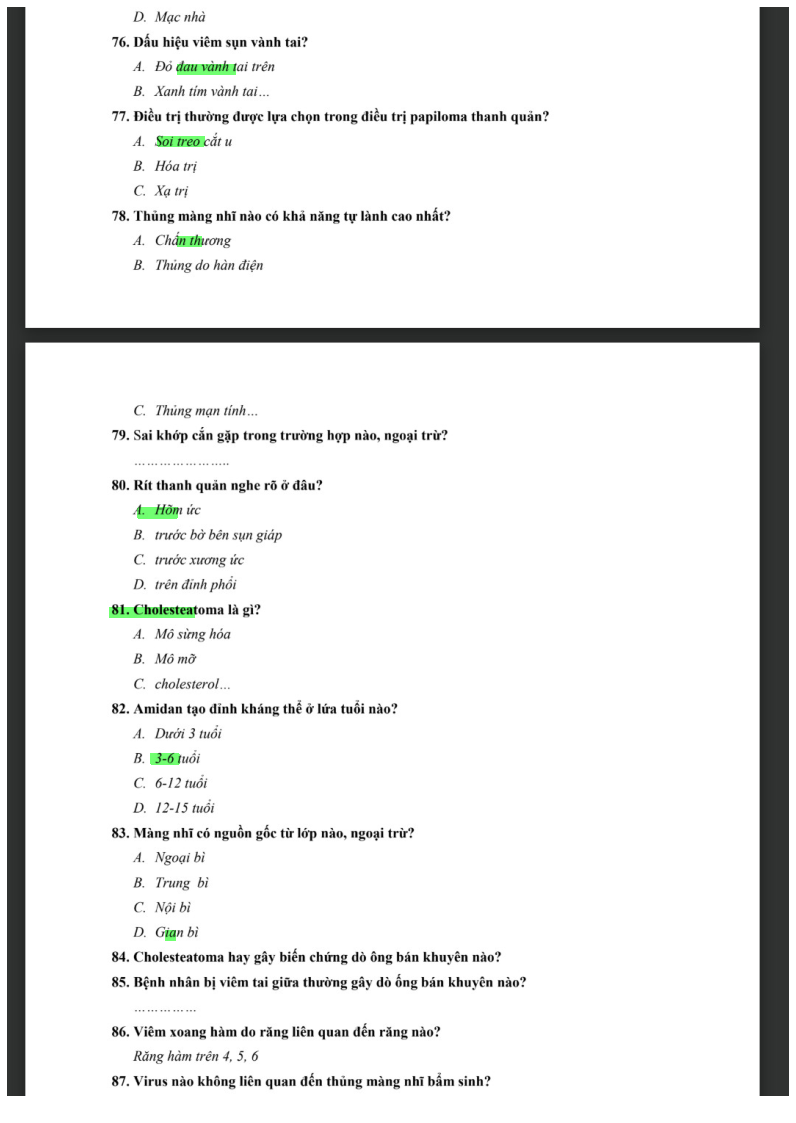 D. Mạc nhà
76. Dấu hiệu viêm sụn vành tai?
A. Đỏ đau vành tai trên
B. Xanh tím vành tai…
77. Điều trị thường được lựa chọn trong điều trị papiloma thanh quản?
A. Soi treo cắt u
B. Hóa trị
C. Xạ trị
78. Thủng màng nhĩ nào có khả năng tự lành cao nhất?
A. Chấn thương
B. Thủng do hàn điện
C. Thủng mạn tính…
79. Sai khớp cắn gặp trong trường hợp nào, ngoại trừ?
…………………..
80. Rít thanh quản nghe rõ ở đâu?
A. Hõm ức
B. trước bờ bên sụn giáp
C. trước xương ức
D. trên đỉnh phổi
81. Cholesteatoma là gì?
A. Mô sừng hóa
B. Mô mỡ
C. cholesterol…
82. Amidan tạo đỉnh kháng thể ở lứa tuổi nào?
A. Dưới 3 tuổi
B. 3-6 tuổi
C. 6-12 tuổi
D. 12-15 tuổi
83. Màng nhĩ có nguồn gốc từ lớp nào, ngoại trừ?
A. Ngoại bì
B. Trung bì
C. Nội bì
D. Gian bì
84. Cholesteatoma hay gây biến chứng dò ông bán khuyên nào?
85. Bệnh nhân bị viêm tai giữa thường gây dò ống bán khuyên nào?
……………
86. Viêm xoang hàm do răng liên quan đến răng nào?
Răng hàm trên 4, 5, 6
87. Virus nào không liên quan đến thủng màng nhĩ bẩm sinh?